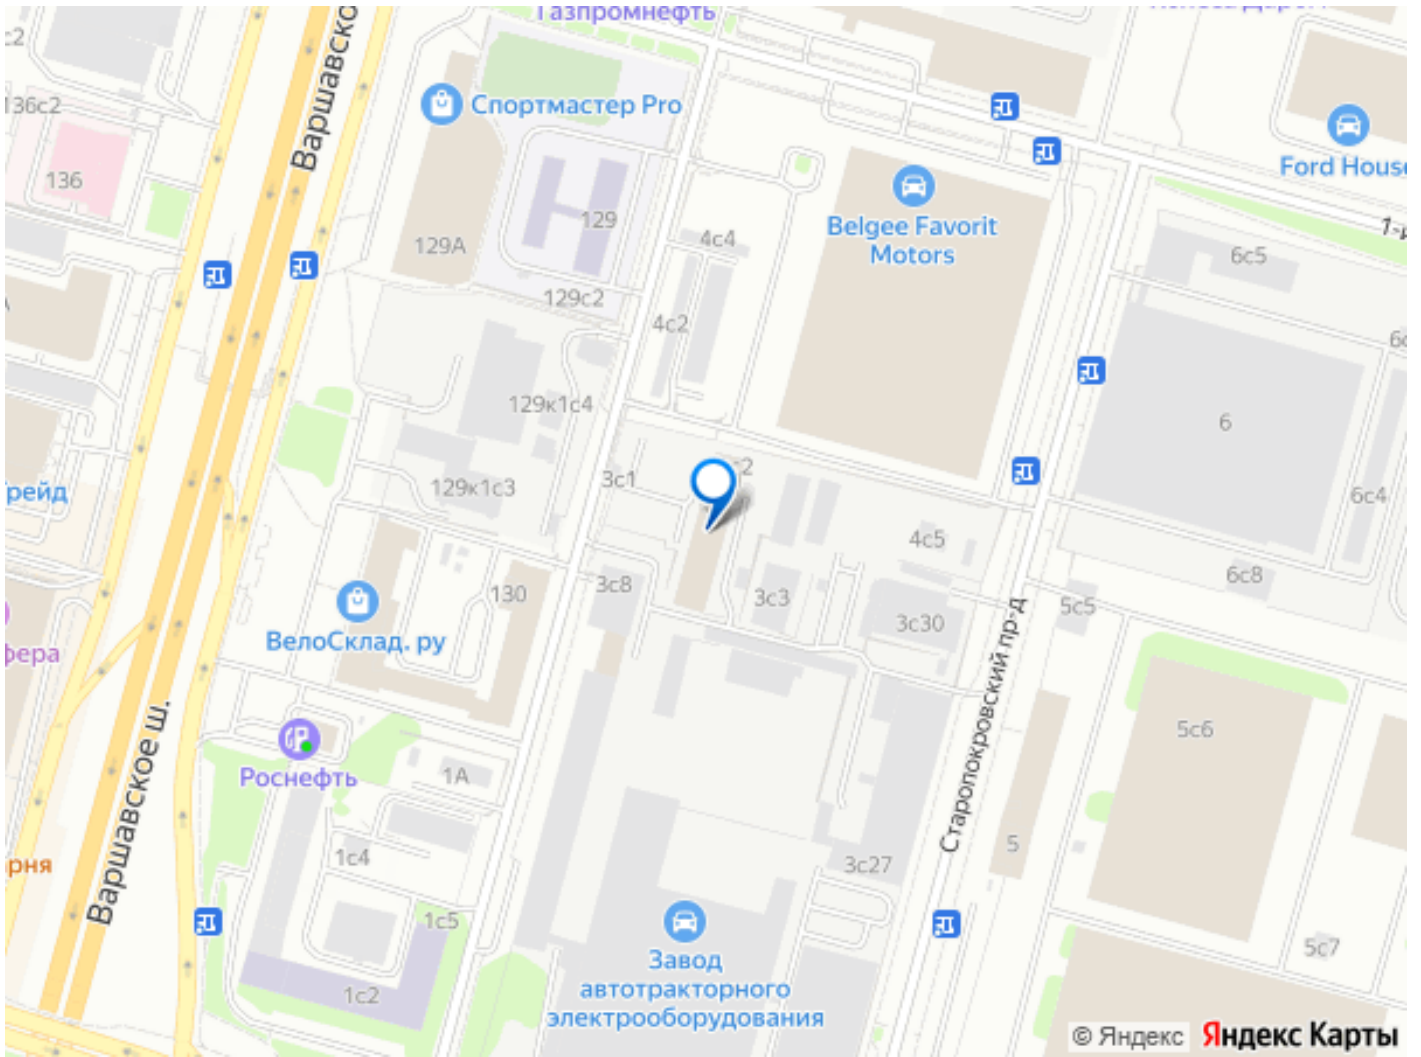 Газпромнефть
с2
136с2
136
Варшавское
Спортмастер Pro
129
129А
129с2
4с4
4с2
Belgee Favorit
Motors
Ford House
6с5
6
6с4
6с8
129к1с4
129к1с3
3с1
3с8
3с3
4с5
3с30
5с5
130
ВелоСклад. ру
Роснефть
1А
1с4
1с5
1с2
Варшавское ш.
Старопокровский пр-д
5с6
5
5с7
3с27
Завод
автотракторного
электрооборудования
© Яндекс
Яндекс Карты